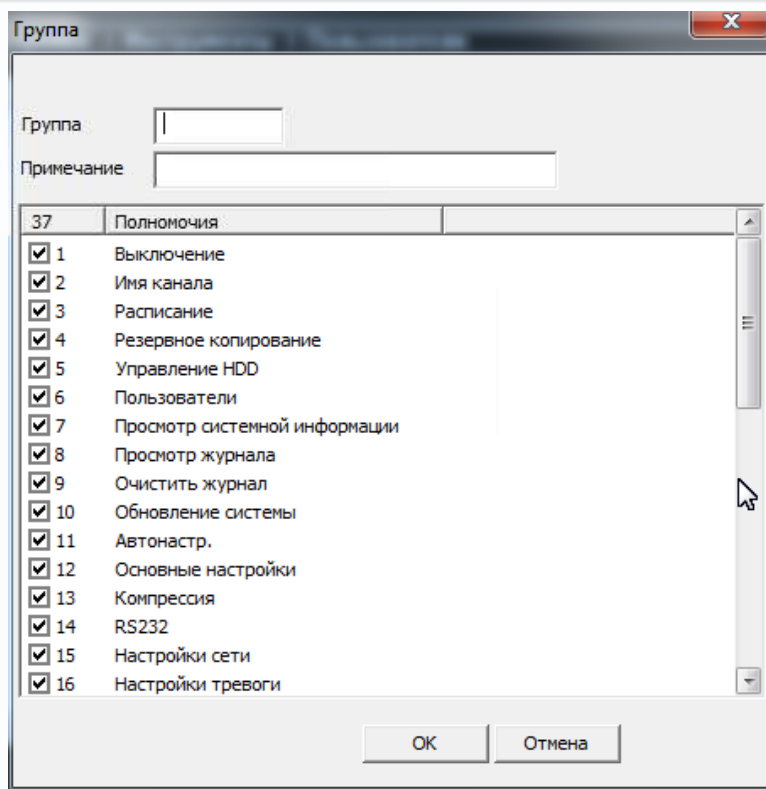 Группа
Группа
Примечание
37 Полномочия
1 Выключение
2 Имя канала
3 Расписание
4 Резервное копирование
5 Управление HDD
6 Пользователи
7 Просмотр системной информации
8 Просмотр журнала
9 Очистить журнал
10 Обновление системы
11 Автонастр.
12 Основные настройки
13 Компрессия
14 RS232
15 Настройки сети
16 Настройки тревоги
OK Отмена